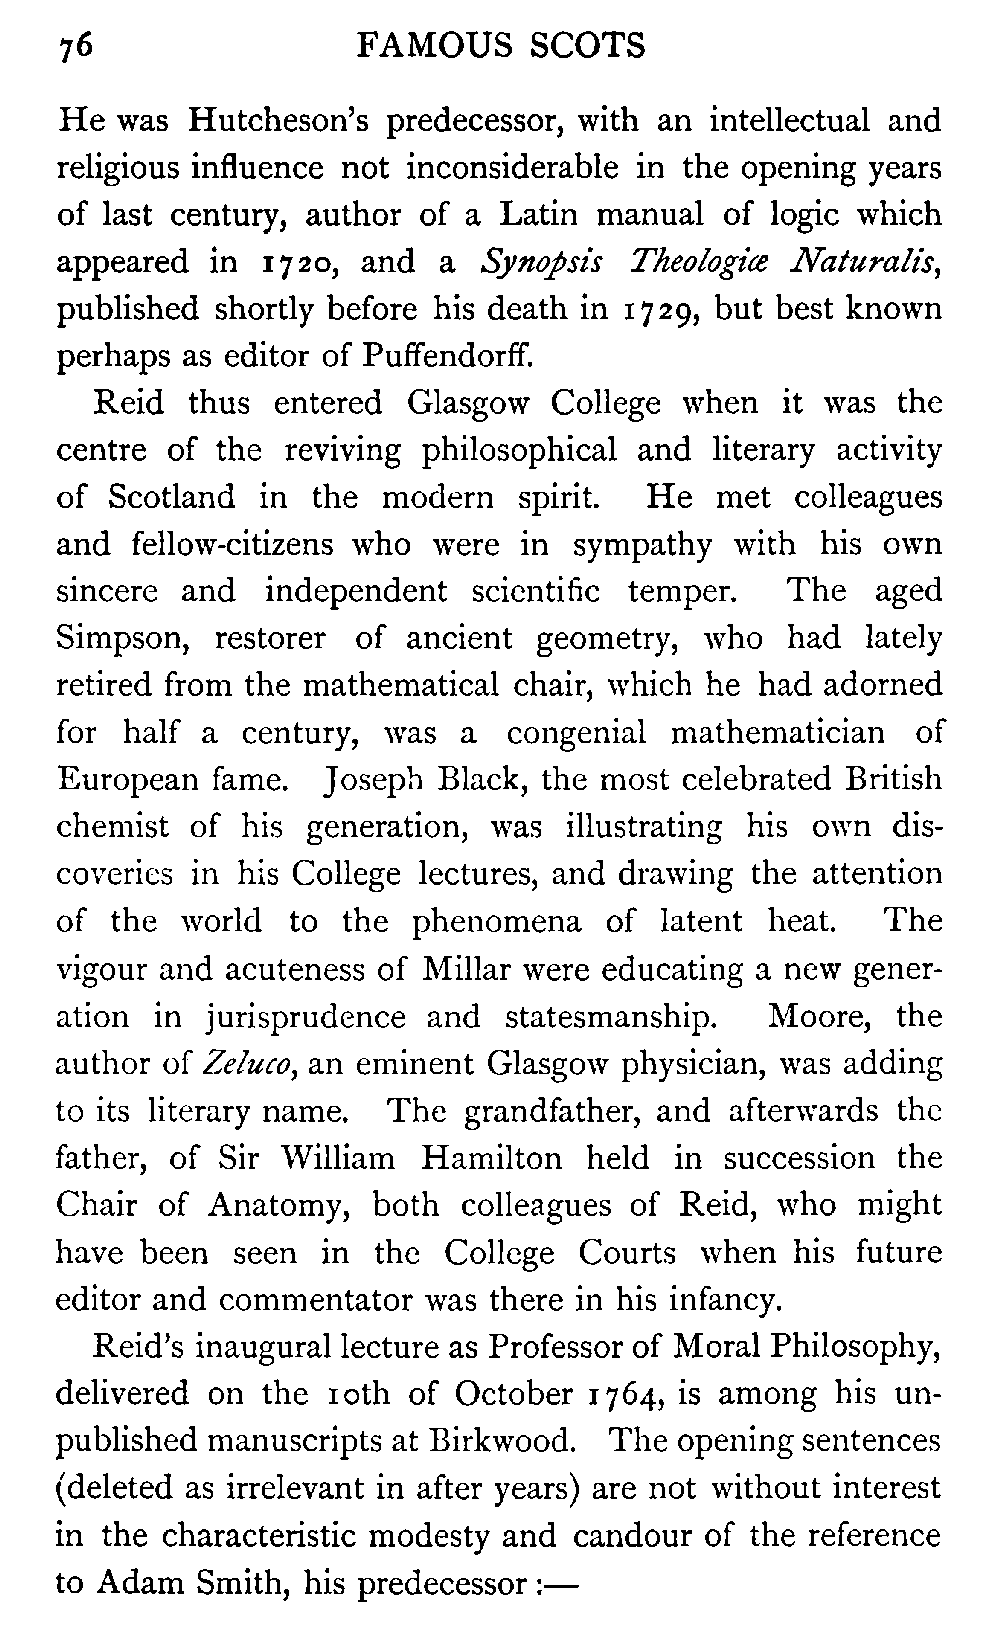 76 FAMOUS SCOTS
He was Hutcheson's predecessor, with an intellectual and
religious influence not inconsiderable in the opening years
of last century, author of a Latin manual of logic which
appeared in 1720, and a Synopsis Theologiæ Naturalis,
published shortly before his death in 1729, but best known
perhaps as editor of Puffendorff.
Reid thus entered Glasgow College when it was the
centre of the reviving philosophical and literary activity
of Scotland in the modern spirit. He met colleagues
and fellow-citizens who were in sympathy with his own
sincere and independent scientific temper. The aged
Simpson, restorer of ancient geometry, who had lately
retired from the mathematical chair, which he had adorned
for half a century, was a congenial mathematician of
European fame. Joseph Black, the most celebrated British
chemist of his generation, was illustrating his own dis-
coveries in his College lectures, and drawing the attention
of the world to the phenomena of latent heat. The
vigour and acuteness of Millar were educating a new gener-
ation in jurisprudence and statesmanship. Moore, the
author of Zeluco, an eminent Glasgow physician, was adding
to its literary name. The grandfather, and afterwards the
father, of Sir William Hamilton held in succession the
Chair of Anatomy, both colleagues of Reid, who might
have been seen in the College Courts when his future
editor and commentator was there in his infancy.
Reid's inaugural lecture as Professor of Moral Philosophy,
delivered on the 10th of October 1764, is among his un-
published manuscripts at Birkwood. The opening sentences
(deleted as irrelevant in after years) are not without interest
in the characteristic modesty and candour of the reference
to Adam Smith, his predecessor :—